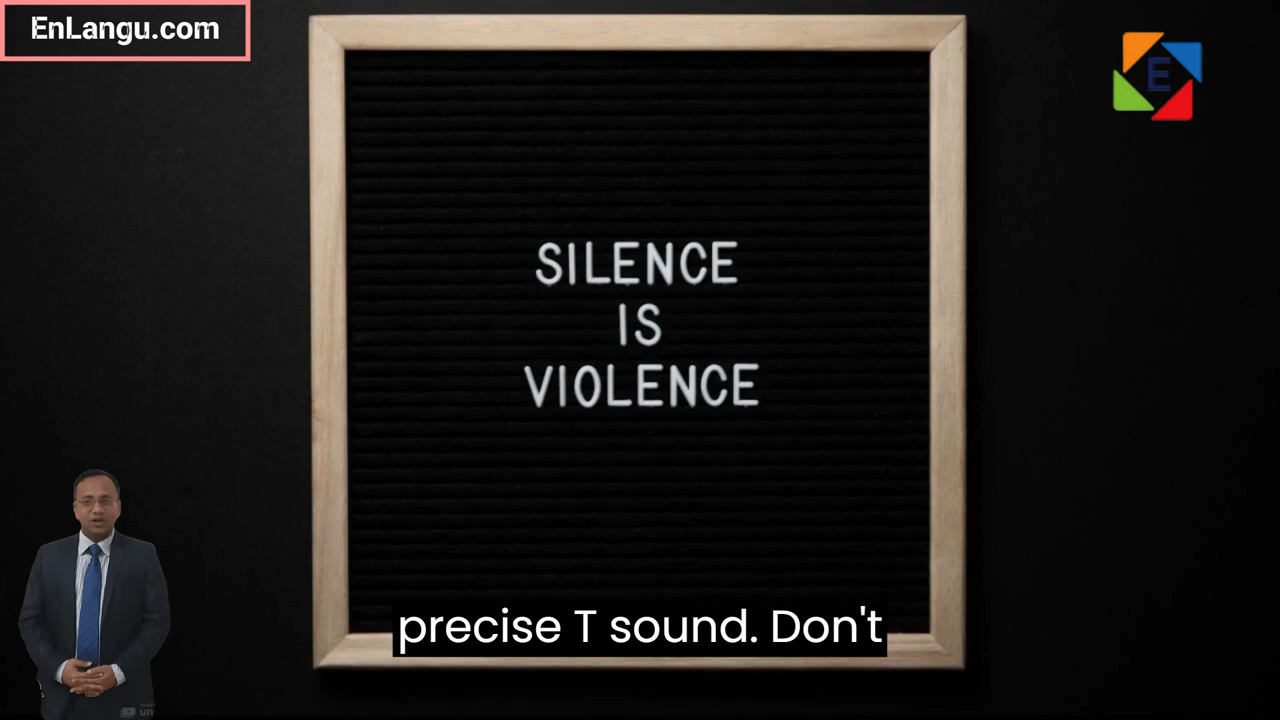 EnLangu.com
E
SILENCE
IS
VIOLENCE
precise T sound. Don't